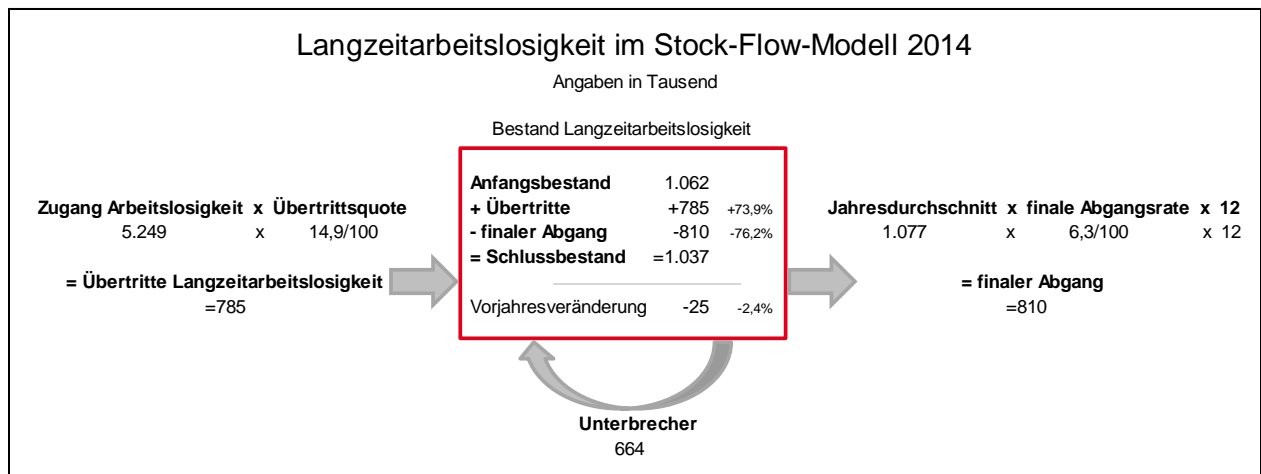 Langzeitarbeitslosigkeit im Stock-Flow-Modell 2014
Angaben in Tausend
Bestand Langzeitarbeitslosigkeit
Zugang Arbeitslosigkeit x Übertrittsquote
5.249 x 14,9/100
= Übertritte Langzeitarbeitslosigkeit
=785
Anfangsbestand 1.062
+ Übertritte +785 +73,9%
- finaler Abgang -810 -76,2%
= Schlussbestand =1.037
Vorjahresveränderung -25 -2,4%
Jahresdurchschnitt x finale Abgangsrate x 12
1.077 x 6,3/100 x 12
= finaler Abgang
=810
Unterbrecher
664